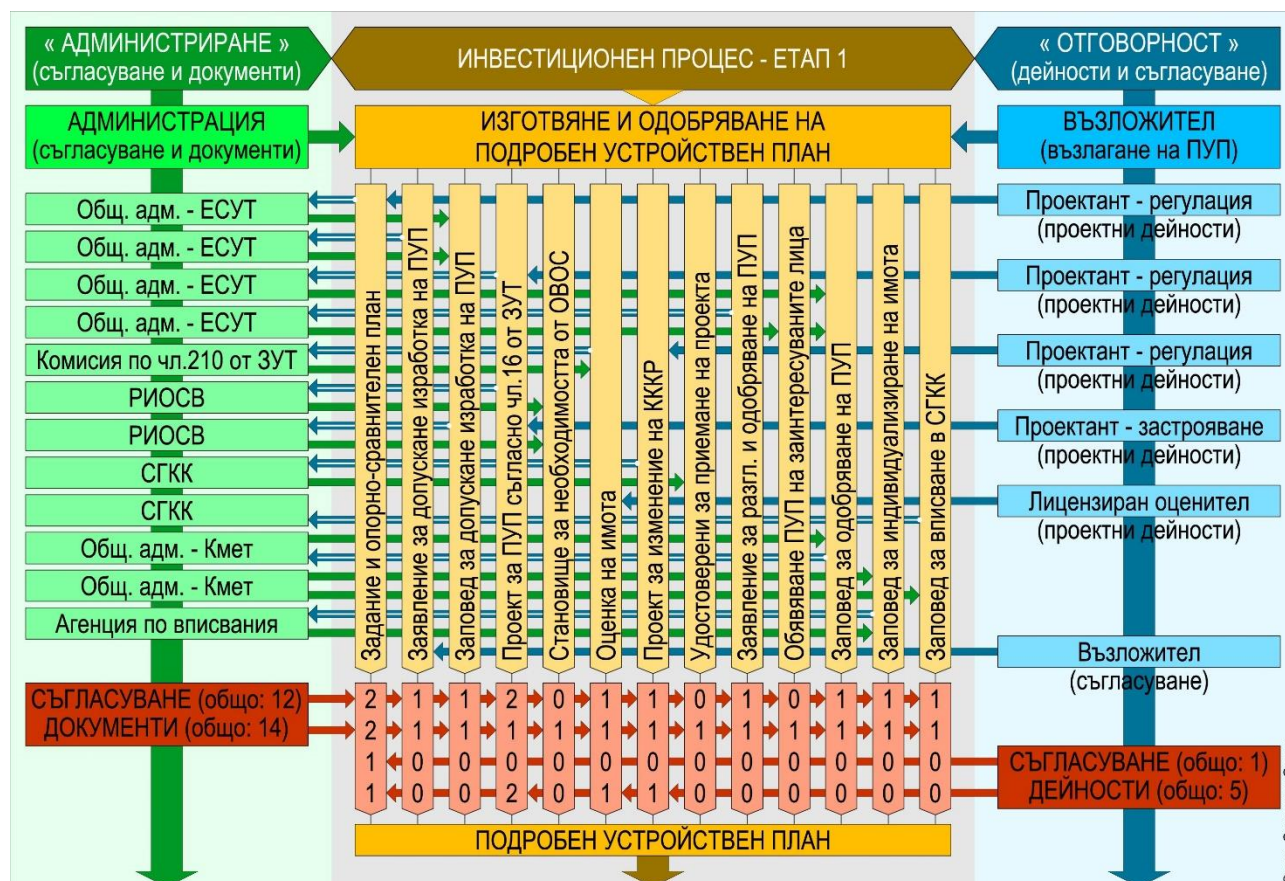 « АДМИНИСТРИРАНЕ »
(съгласуване и документи)
ИНВЕСТИЦИОНЕН ПРОЦЕС - ЕТАП 1
« ОТГОВОРНОСТ »
(дейности и съгласуване)
АДМИНИСТРАЦИЯ
(съгласуване и документи)
ИЗГОТВЯНЕ И ОДОБРЯВАНЕ НА
ПОДРОБЕН УСТРОЙСТВЕН ПЛАН
ВЪЗЛОЖИТЕЛ
(възлагане на ПУП)
Общ. адм. - ЕСУТ
Общ. адм. - ЕСУТ
Общ. адм. - ЕСУТ
Общ. адм. - ЕСУТ
Комисия по чл.210 от ЗУТ
РИОСВ
РИОСВ
СГКК
СГКК
Общ. адм. - Кмет
Общ. адм. - Кмет
Агенция по вписвания
Задание и опорно-сравнителен план
Заявление за допускане изработка на ПУП
Заповед за допускане изработка на ПУП
Проект за ПУП съгласно чл.16 от ЗУТ
Становище за необходимостта от ОВОС
Оценка на имота
Проект за изменение на КККР
Удостоверени за приемане на проекта
Заявление за разгл. и одобряване на ПУП
Обявяване ПУП на заинтересуваните лица
Заповед за одобряване на ПУП
Заповед за индивидуализиране на имота
Заповед за вписване в СГКК
Проектант - регулация
(проектни дейности)
Проектант - регулация
(проектни дейности)
Проектант - регулация
(проектни дейности)
Проектант - застрояване
(проектни дейности)
Лицензиран оценител
(проектни дейности)
Възложител
(съгласуване)
СЪГЛАСУВАНЕ (общо: 12) 2 1 1 2 0 1 1 0 1 0 1 1 1
ДОКУМЕНТИ (общо: 14) 2 1 1 1 1 1 1 1 1 1 1 1 1
1 0 0 0 0 0 0 0 0 0 0 0 0 СЪГЛАСУВАНЕ (общо: 1)
1 0 0 2 0 1 1 0 0 0 0 0 0 ДЕЙНОСТИ (общо: 5)
ПОДРОБЕН УСТРОЙСТВЕН ПЛАН